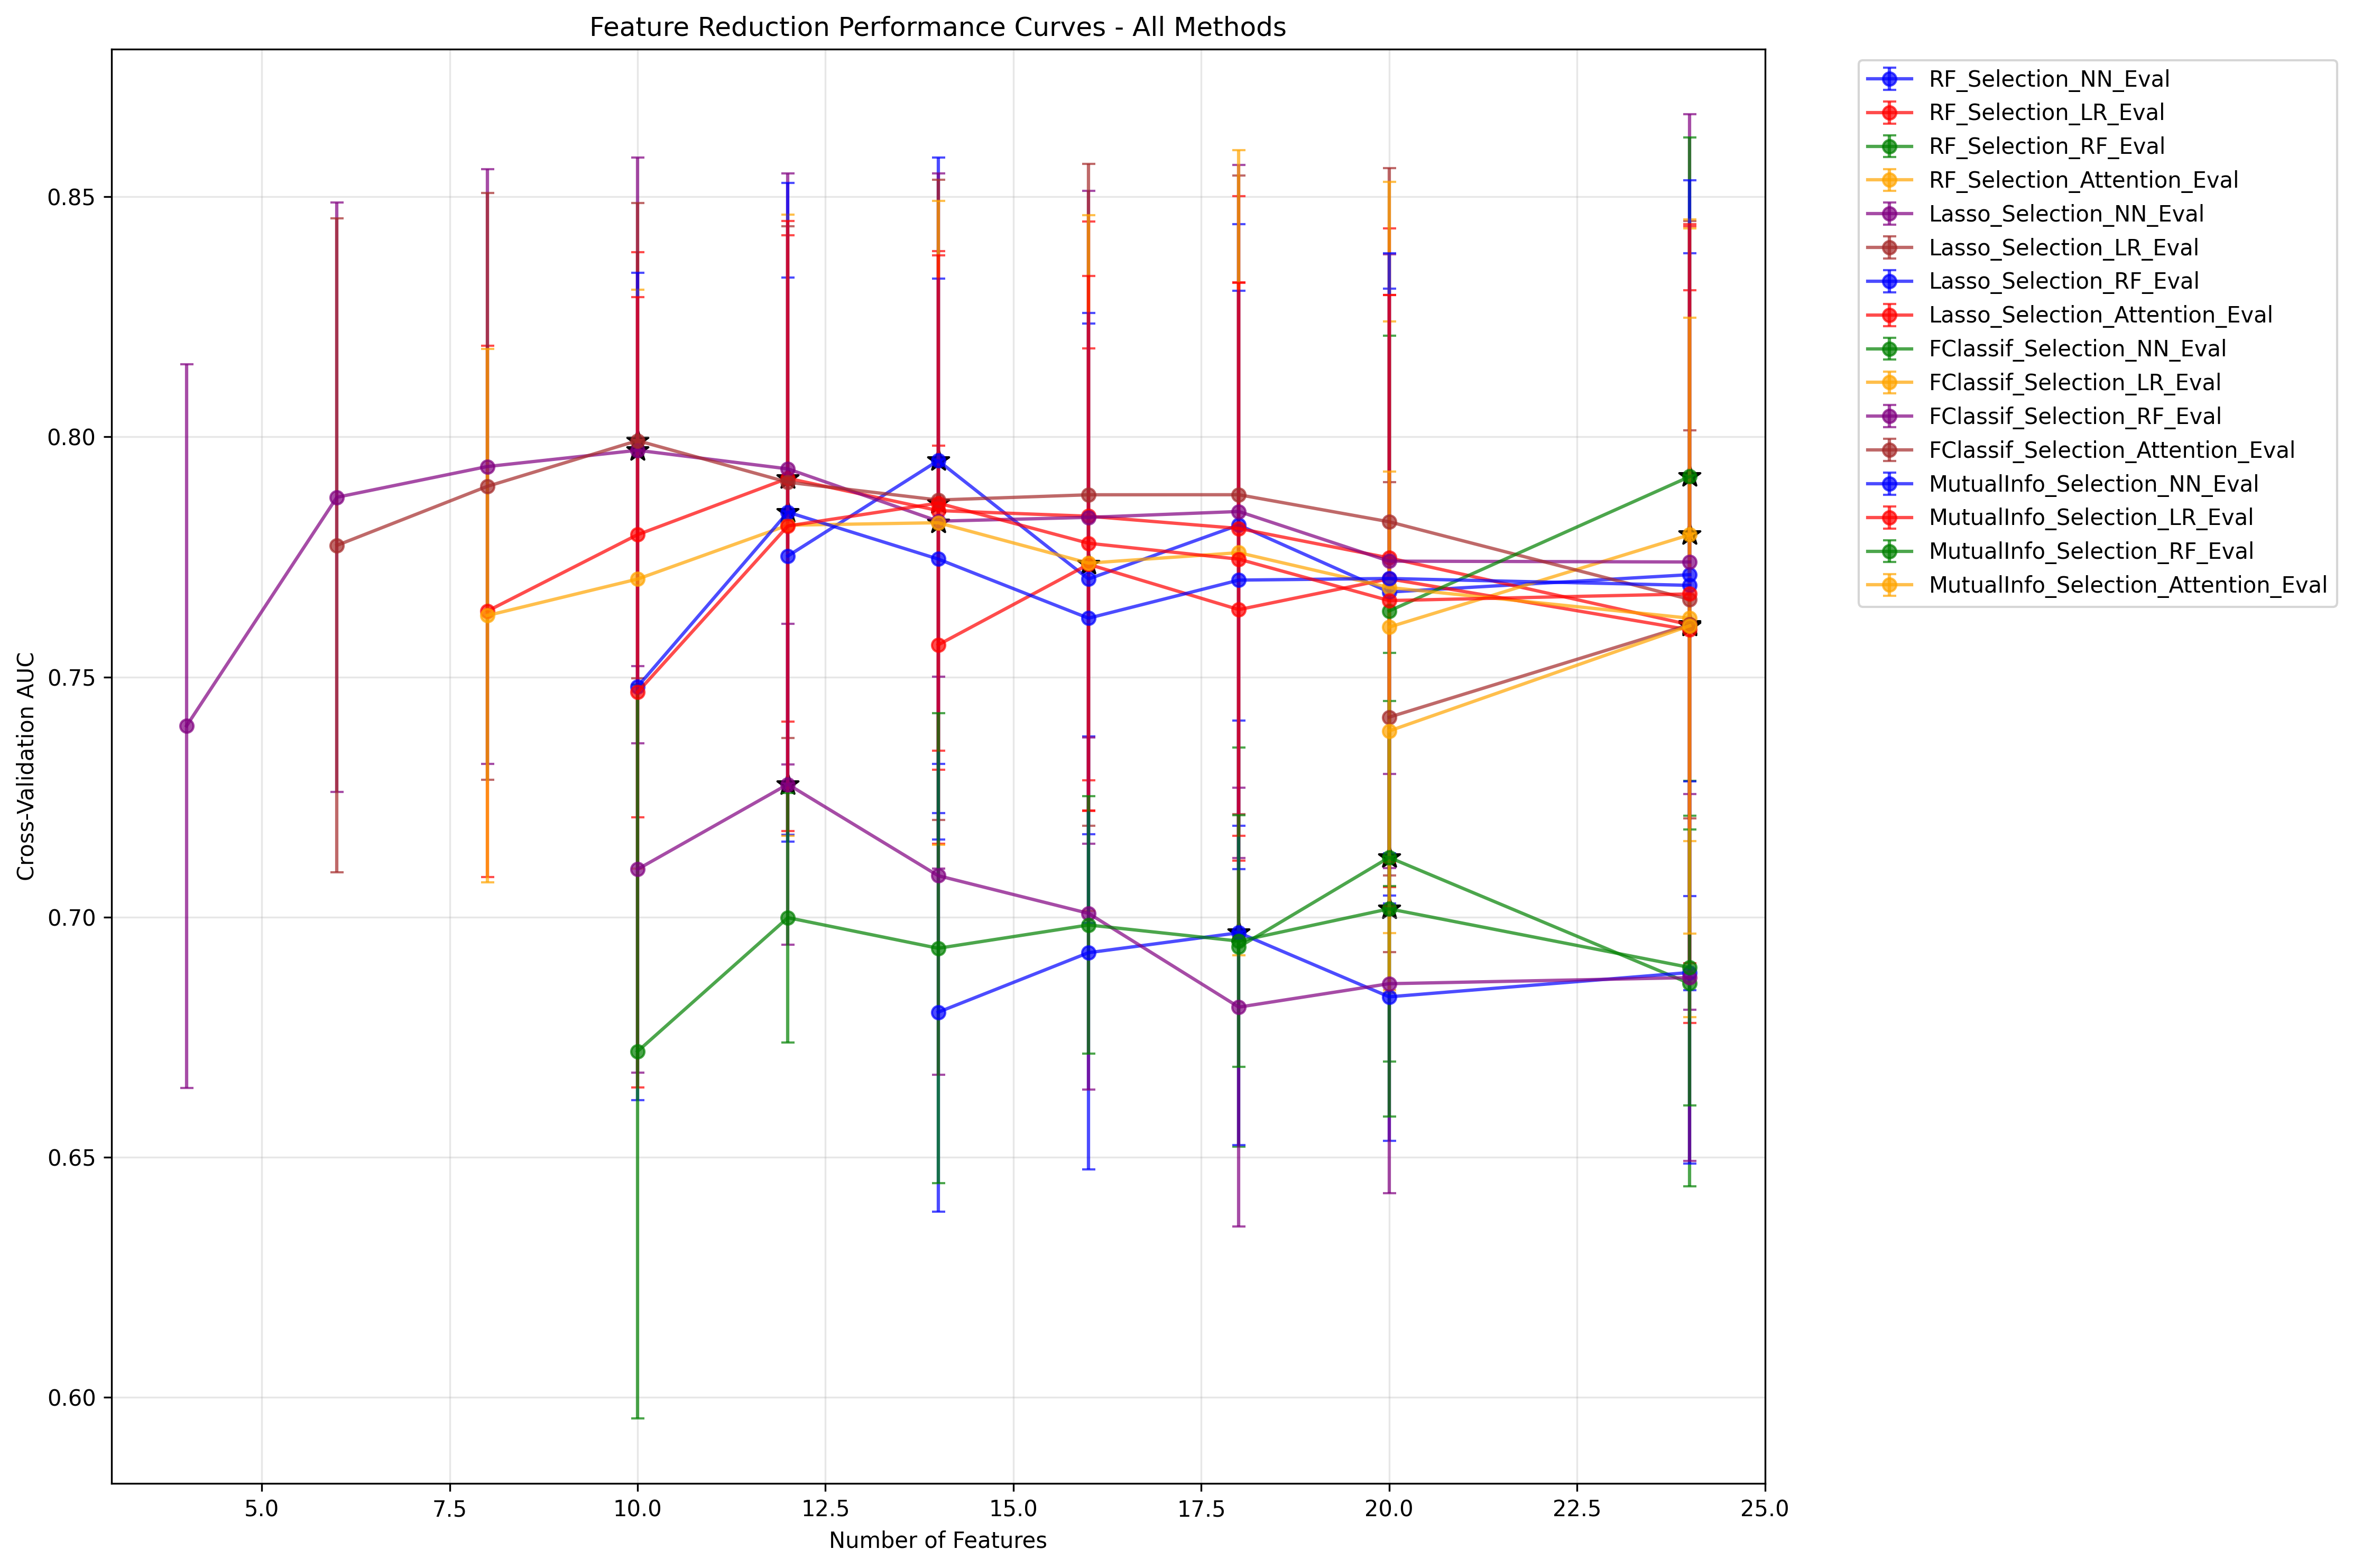 Feature Reduction Performance Curves - All Methods
Cross-Validation AUC
0.85
0.80
0.75
0.70
0.65
0.60
5.0
7.5
10.0
12.5
15.0
17.5
20.0
22.5
25.0
Number of Features
RF_Selection_NN_Eval
RF_Selection_LR_Eval
RF_Selection_RF_Eval
RF_Selection_Attention_Eval
Lasso_Selection_NN_Eval
Lasso_Selection_LR_Eval
Lasso_Selection_RF_Eval
Lasso_Selection_Attention_Eval
FClassif_Selection_NN_Eval
FClassif_Selection_LR_Eval
FClassif_Selection_RF_Eval
FClassif_Selection_Attention_Eval
MutualInfo_Selection_NN_Eval
MutualInfo_Selection_LR_Eval
MutualInfo_Selection_RF_Eval
MutualInfo_Selection_Attention_Eval